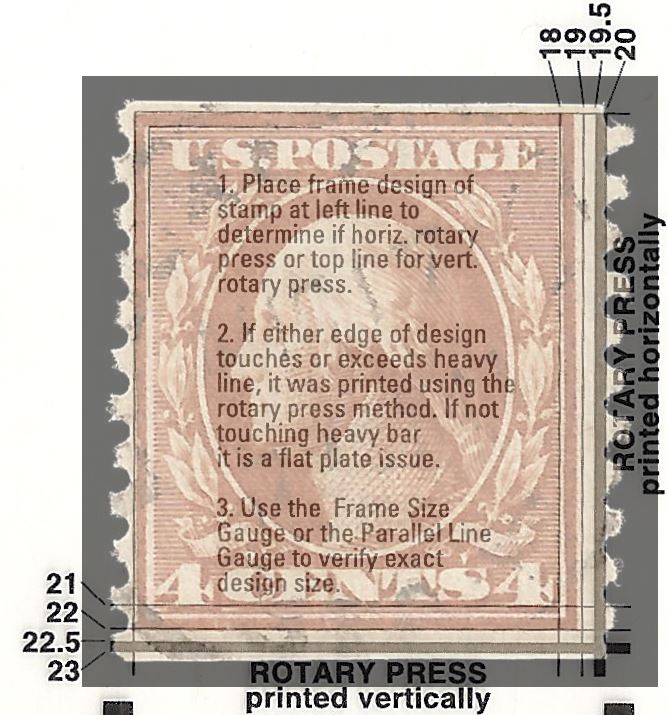 18
19
19.5
20
U.S. POSTAGE
1. Place frame design of
stamp at left line to
determine if horiz. rotary
press or top line for vert.
rotary press.
2. If either edge of design
touches or exceeds heavy
line, it was printed using the
rotary press method. If not
touching heavy bar
it is a flat plate issue.
3. Use the Frame Size
Gauge or the Parallel Line
Gauge to verify exact
design size.
4 CENTS 4
21
22
22.5
23
ROTARY PRESS
printed vertically
ROTARY PRESS
printed horizontally